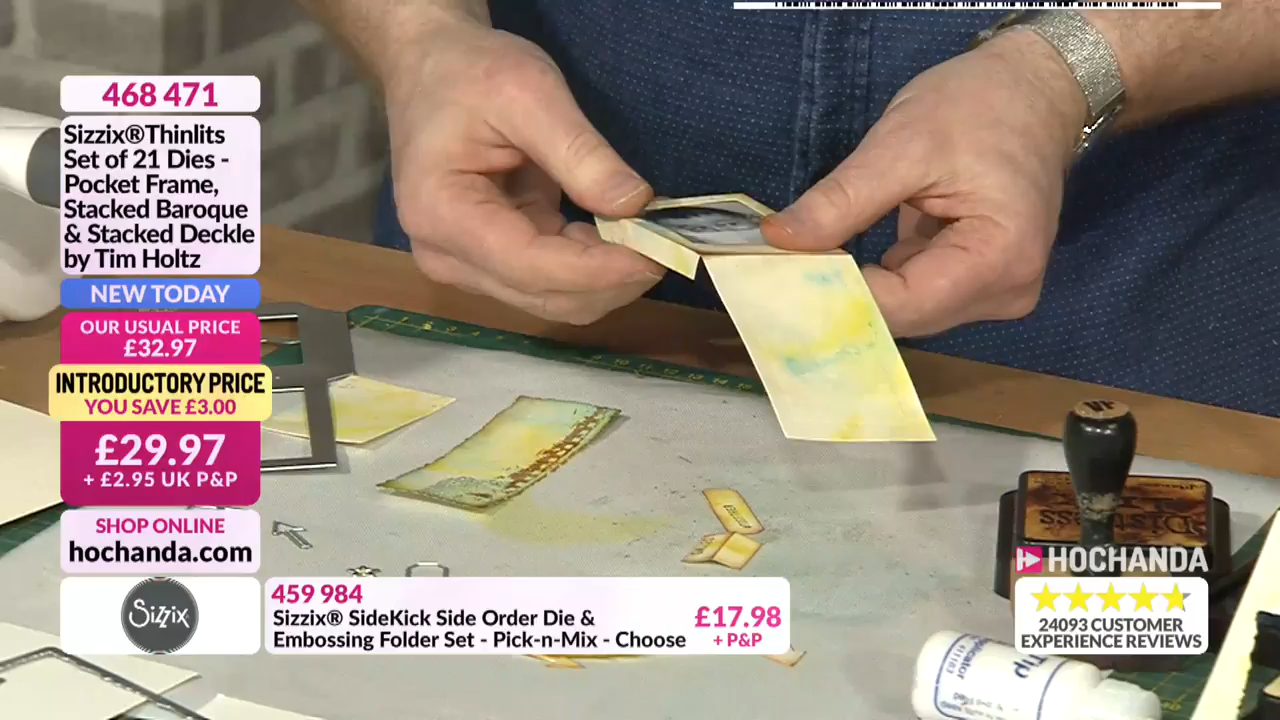 468 471
Sizzix®Thinlits
Set of 21 Dies -
Pocket Frame,
Stacked Baroque
& Stacked Deckle
by Tim Holtz
NEW TODAY
OUR USUAL PRICE
£32.97
INTRODUCTORY PRICE
YOU SAVE £3.00
£29.97
+ £2.95 UK P&P
SHOP ONLINE
hochanda.com
Sizzix
459 984
Sizzix® SideKick Side Order Die &
Embossing Folder Set - Pick-n-Mix - Choose
£17.98
+ P&P
Distress
HOCHANDA
24093 CUSTOMER
EXPERIENCE REVIEWS
Tip